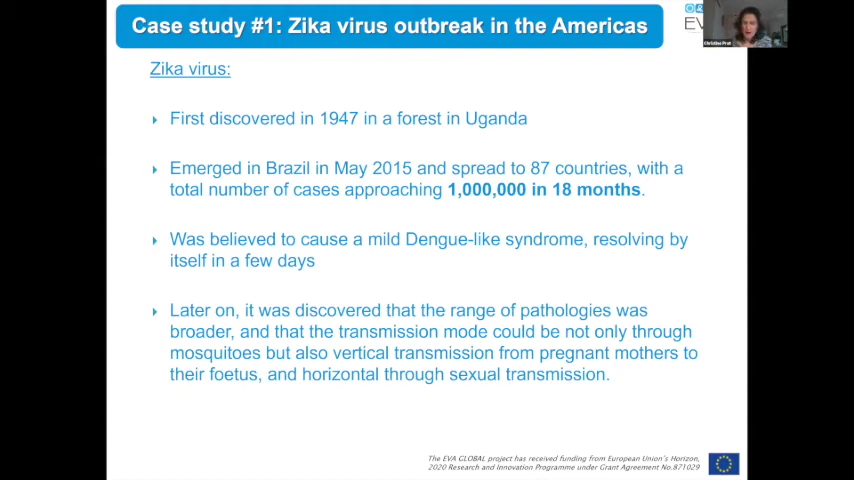 Case study #1: Zika virus outbreak in the Americas
Zika virus:
First discovered in 1947 in a forest in Uganda
Emerged in Brazil in May 2015 and spread to 87 countries, with a
total number of cases approaching 1,000,000 in 18 months.
Was believed to cause a mild Dengue-like syndrome, resolving by
itself in a few days
Later on, it was discovered that the range of pathologies was
broader, and that the transmission mode could be not only through
mosquitoes but also vertical transmission from pregnant mothers to
their foetus, and horizontal through sexual transmission.
The EVA GLOBAL project has received funding from European Union's Horizon,
2020 Research and Innovation Programme under Grant Agreement No.871029